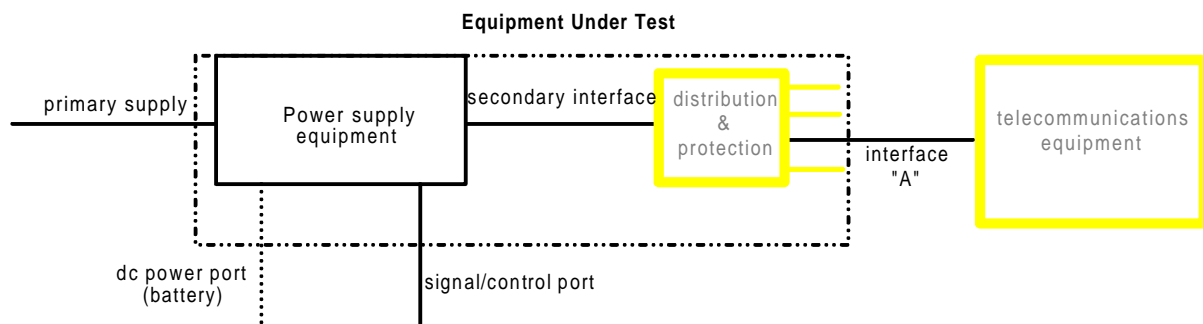 Equipment Under Test
primary supply
Power supply
equipment
secondary interface
distribution
&
protection
interface
"A"
telecommunications
equipment
dc power port
(battery)
signal/control port